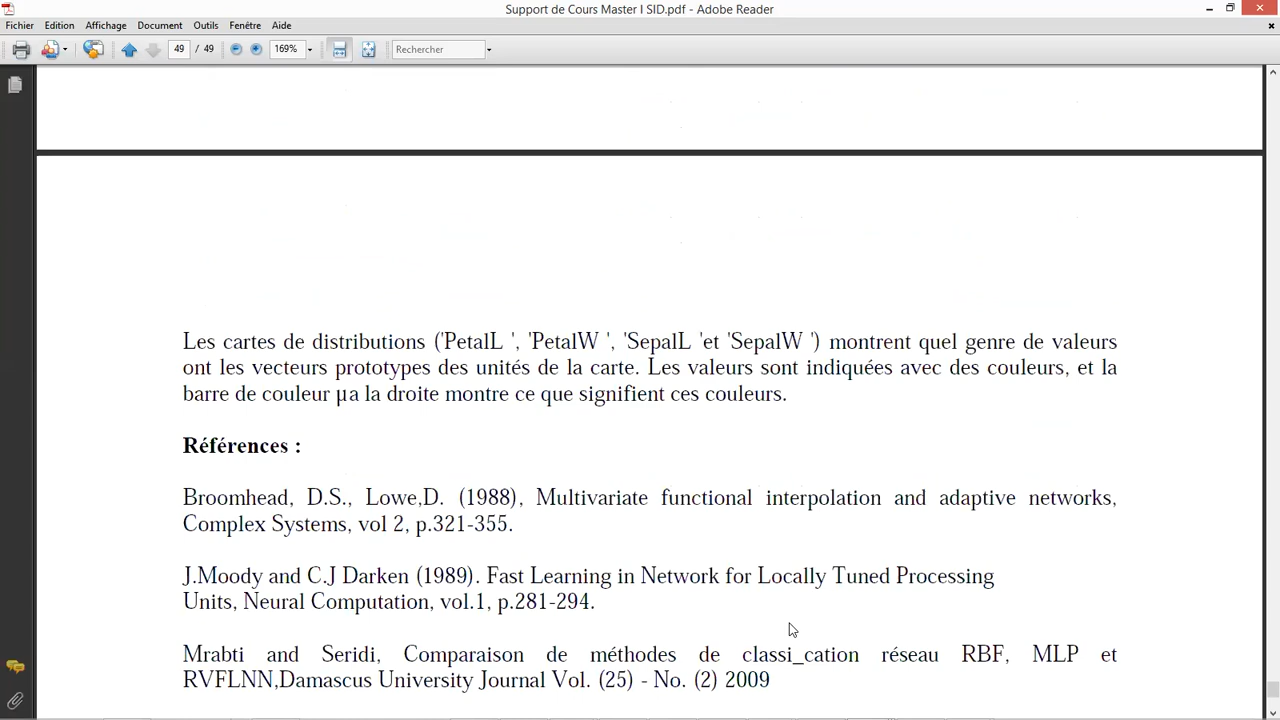 Support de Cours Master I SID.pdf - Adobe Reader
Fichier Edition Affichage Document Outils Fenêtre Aide
49 / 49 169% Rechercher
Les cartes de distributions ('PetalL ', 'PetalW ', 'SepalL 'et 'SepalW ') montrent quel genre de valeurs
ont les vecteurs prototypes des unités de la carte. Les valeurs sont indiquées avec des couleurs, et la
barre de couleur µa la droite montre ce que signifient ces couleurs.
Références :
Broomhead, D.S., Lowe,D. (1988), Multivariate functional interpolation and adaptive networks,
Complex Systems, vol 2, p.321-355.
J.Moody and C.J Darken (1989). Fast Learning in Network for Locally Tuned Processing
Units, Neural Computation, vol.1, p.281-294.
Mrabti and Seridi, Comparaison de méthodes de classi_cation réseau RBF, MLP et
RVFLNN,Damascus University Journal Vol. (25) - No. (2) 2009